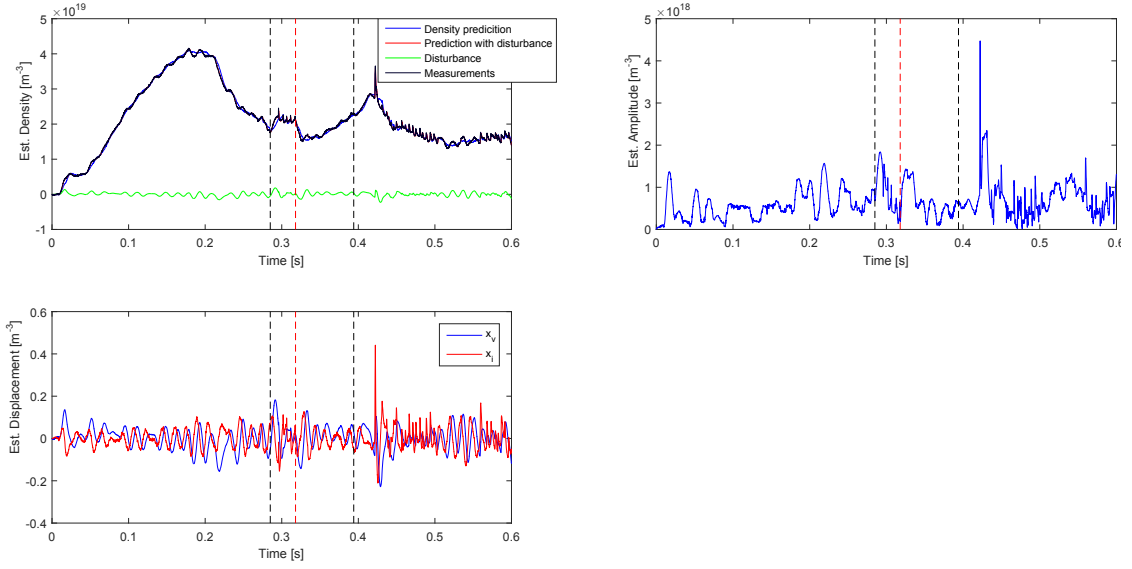 ×10^19
5
4
3
2
1
0
-1
Est. Density [m^-3]
0 0.1 0.2 0.3 0.4 0.5 0.6
Time [s]
Density predicition
Prediction with disturbance
Disturbance
Measurements
×10^18
5
4
3
2
1
0
Est. Amplitude [m^-3]
0 0.1 0.2 0.3 0.4 0.5 0.6
Time [s]
0.6
0.4
0.2
0
-0.2
-0.4
Est. Displacement [m^-3]
0 0.1 0.2 0.3 0.4 0.5 0.6
Time [s]
x_v
x_i